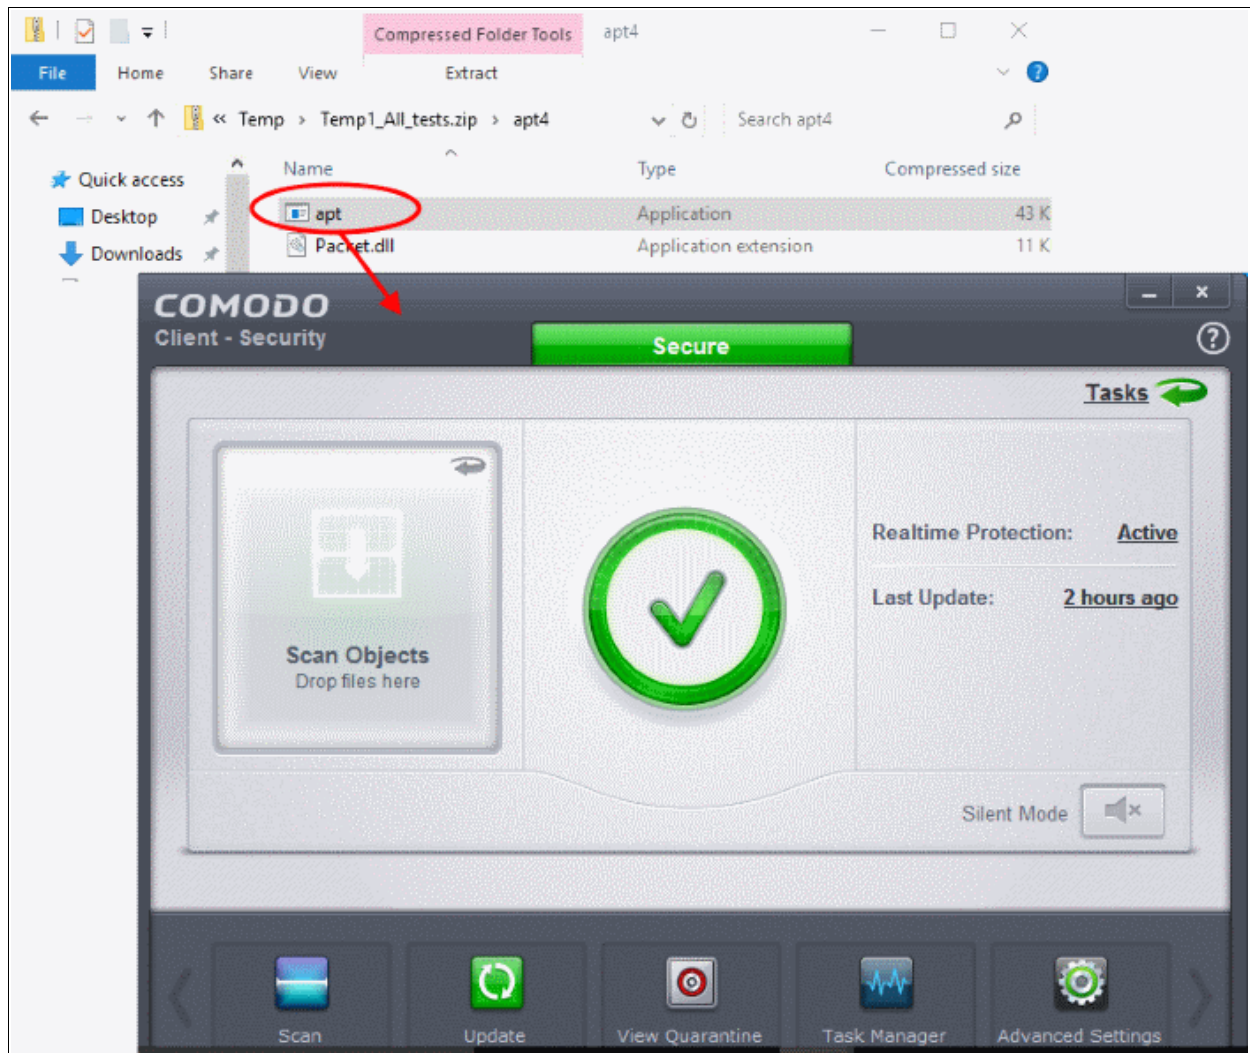 Compressed Folder Tools apt4
File Home Share View Extract
?
« Temp › Temp1_All_tests.zip › apt4 Search apt4
Quick access
Desktop
Downloads
Name Type Compressed size
apt Application 43 K
Packet.dll Application extension 11 K
COMODO
Client - Security
Secure
?
Tasks
Scan Objects
Drop files here
Realtime Protection: Active
Last Update: 2 hours ago
Silent Mode
Scan Update View Quarantine Task Manager Advanced Settings